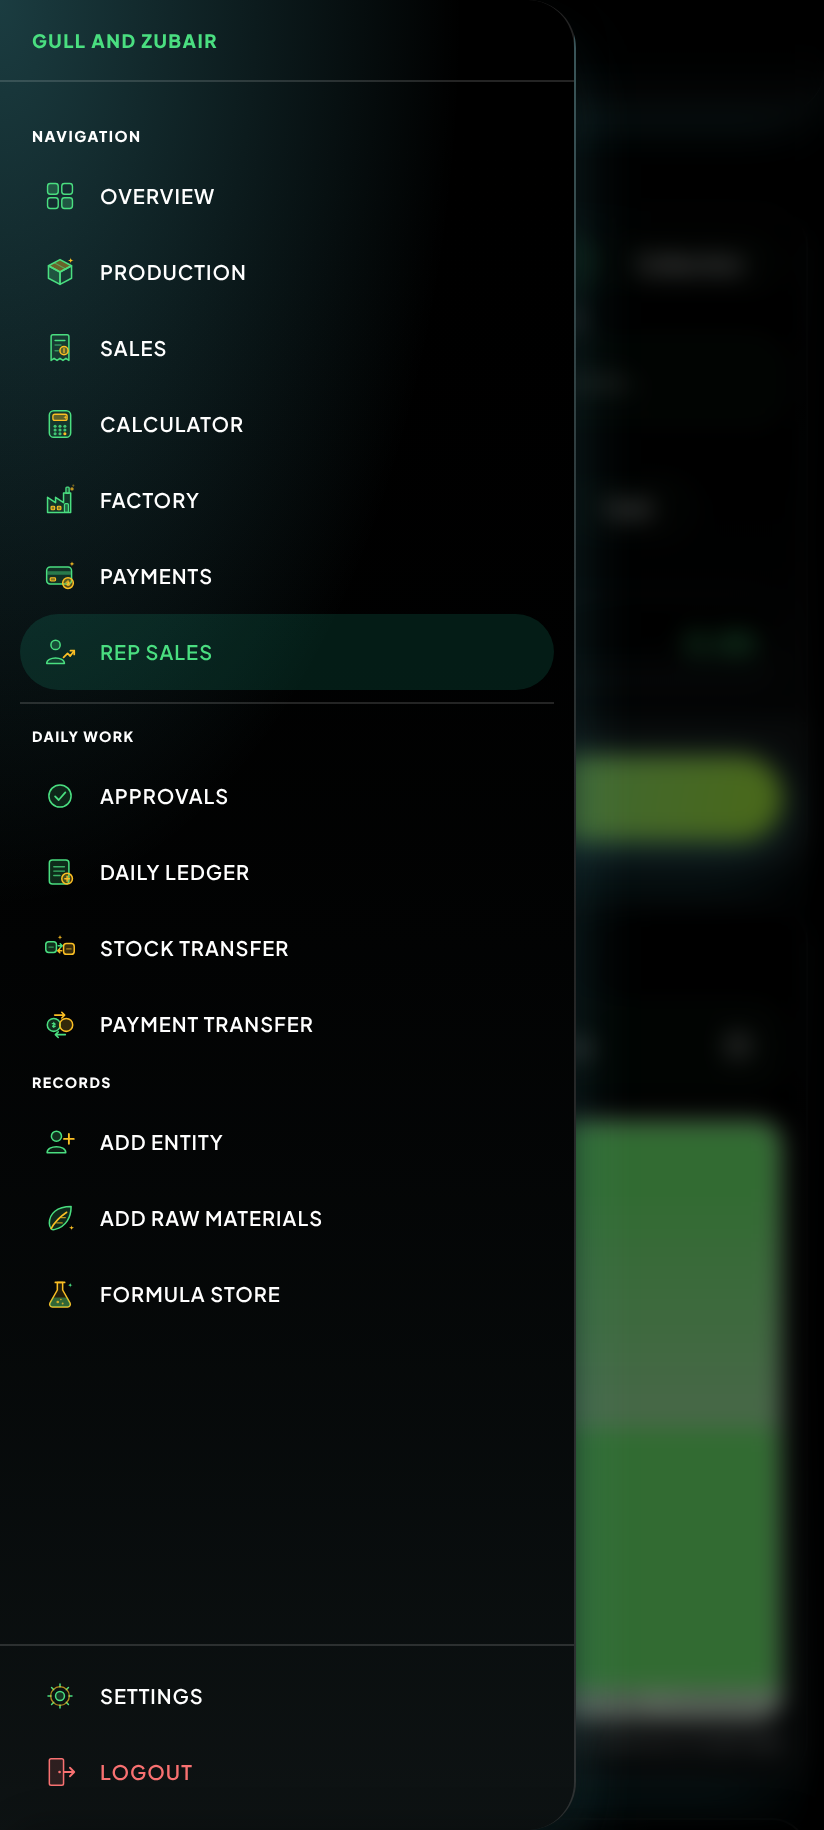 GULL AND ZUBAIR
NAVIGATION
OVERVIEW
PRODUCTION
SALES
CALCULATOR
FACTORY
PAYMENTS
REP SALES
DAILY WORK
APPROVALS
DAILY LEDGER
STOCK TRANSFER
PAYMENT TRANSFER
RECORDS
ADD ENTITY
ADD RAW MATERIALS
FORMULA STORE
SETTINGS
LOGOUT